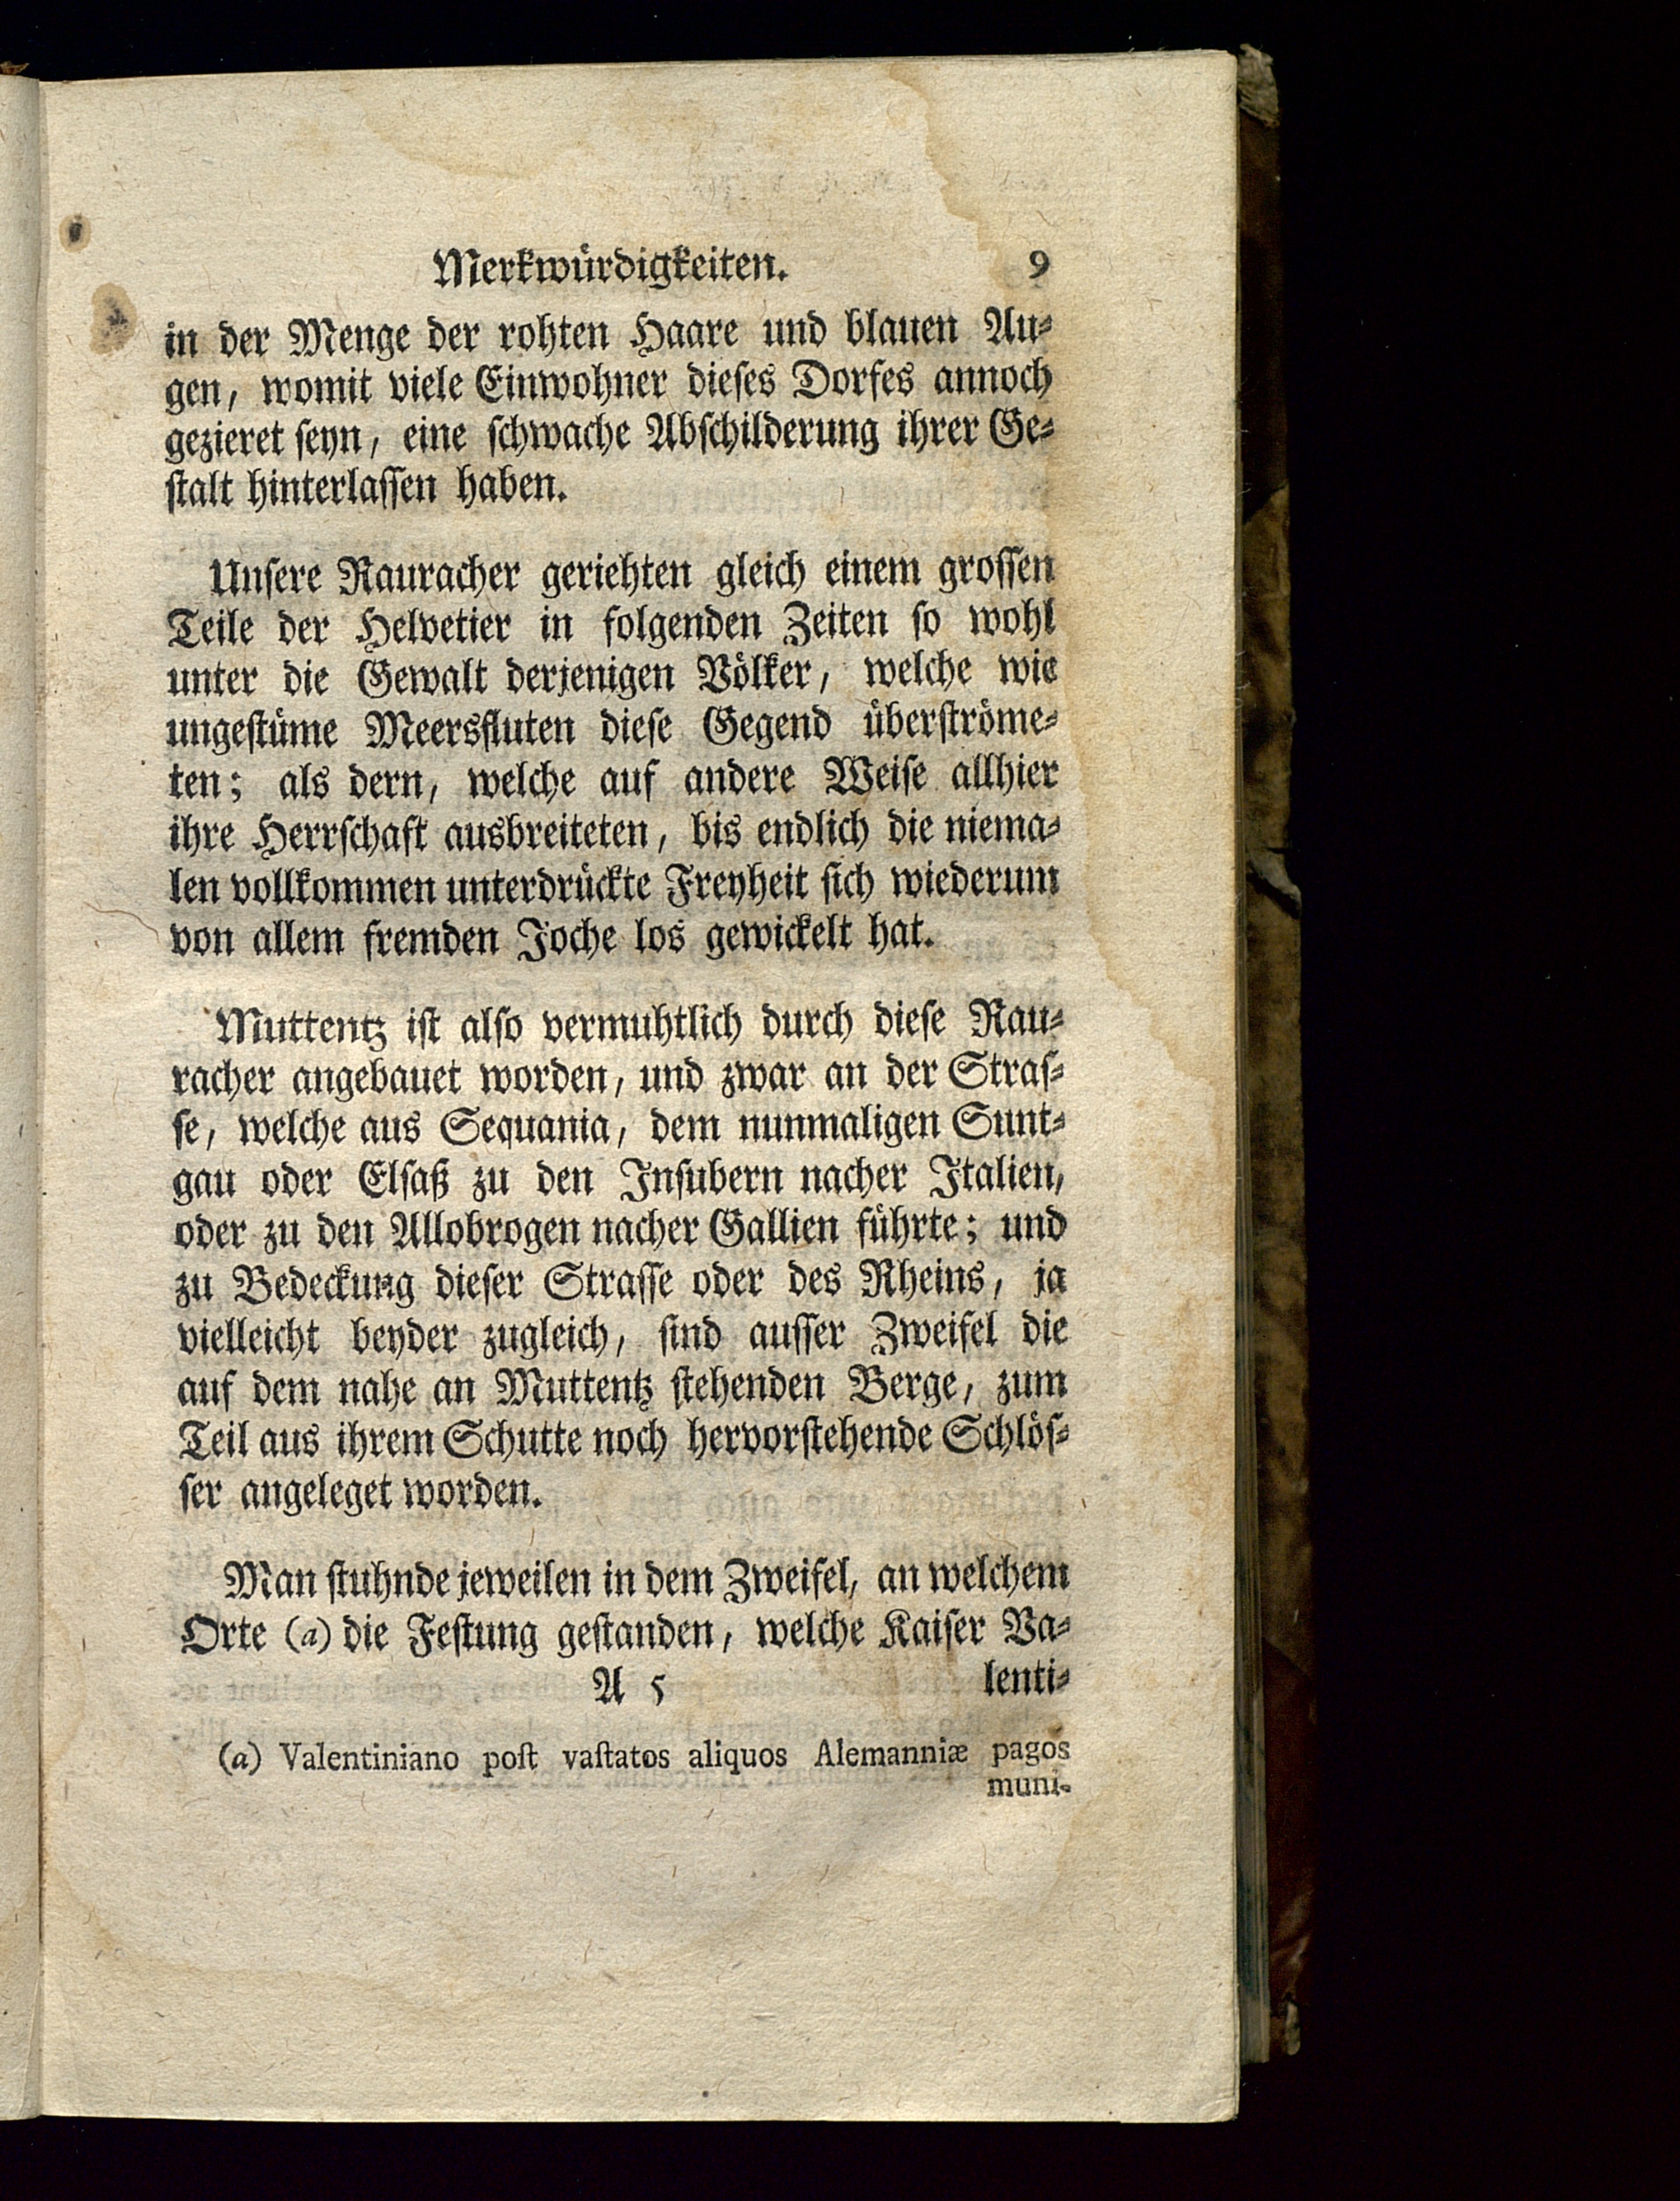 Merkwürdigkeiten. 9
in der Menge der rohten Haare und blauen Au-
gen, womit viele Einwohner dieſes Dorfes annoch
gezieret ſeyn, eine ſchwache Abſchilderung ihrer Ge-
ſtalt hinterlaſſen haben.
Unſere Rauracher geriehten gleich einem groſſen
Teile der Helvetier in folgenden Zeiten ſo wohl
unter die Gewalt derjenigen Völker, welche wie
ungeſtüme Meersfluten dieſe Gegend überſtröme-
ten; als dern, welche auf andere Weiſe allhier
ihre Herrſchaft ausbreiteten, bis endlich die niema-
len vollkommen unterdrückte Freyheit ſich wiederum
von allem fremden Joche los gewickelt hat.
Muttentz iſt alſo vermuhtlich durch dieſe Rau-
racher angebauet worden, und zwar an der Straſ-
ſe, welche aus Sequania, dem nunmaligen Sunt-
gau oder Elſaß zu den Inſubern nacher Italien,
oder zu den Allobrogen nacher Gallien führte; und
zu Bedeckung dieſer Straſſe oder des Rheins, ja
vielleicht beyder zugleich, ſind auſſer Zweifel die
auf dem nahe an Muttentz ſtehenden Berge, zum
Teil aus ihrem Schutte noch hervorſtehende Schlöſ-
ſer angeleget worden.
Man ſtuhnde jeweilen in dem Zweifel, an welchem
Orte (a) die Feſtung geſtanden, welche Kaiſer Va-
A 5 lenti-
(a) Valentiniano poſt vaſtatos aliquos Alemanniæ pagos
muni-